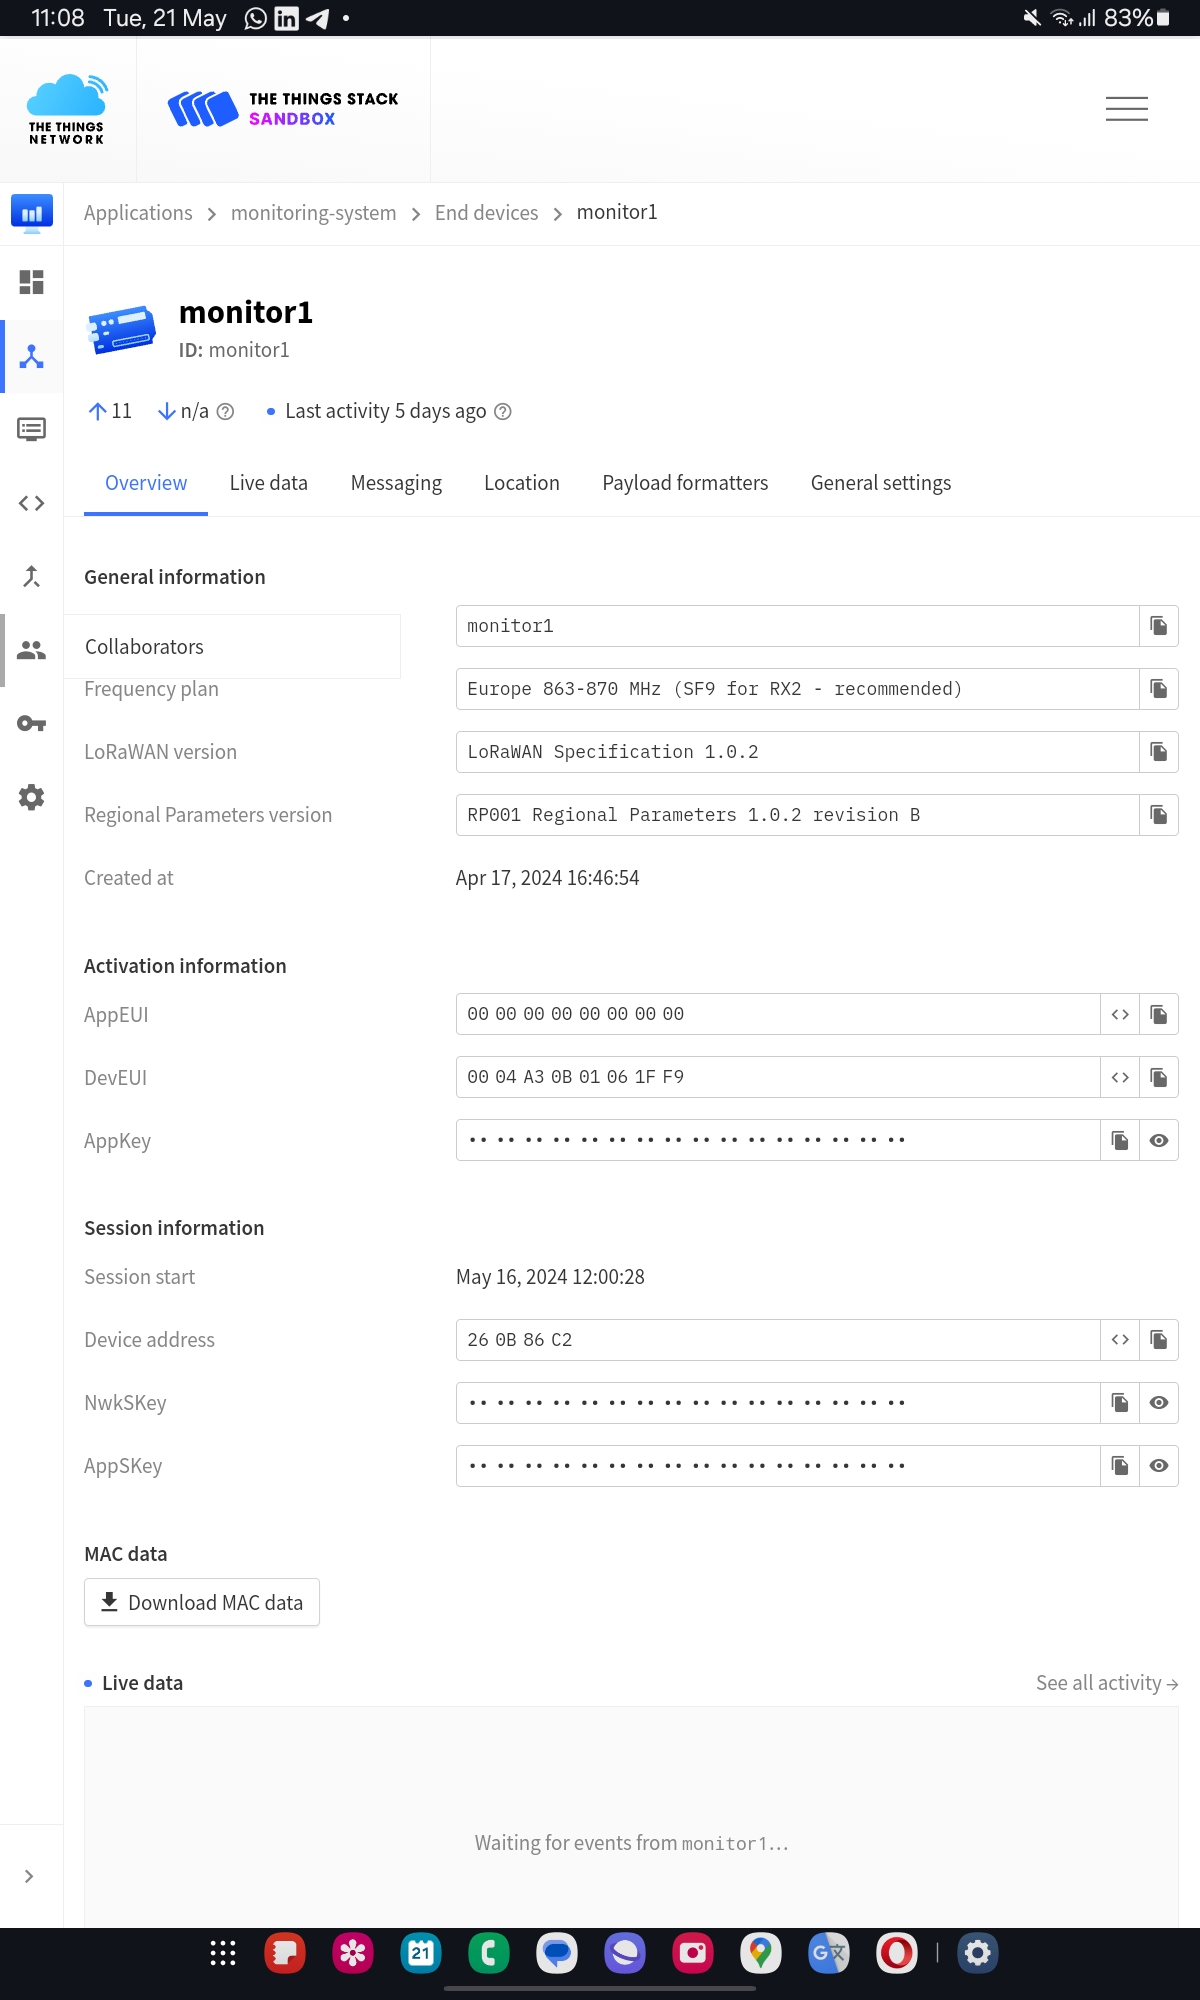 11:08 Tue, 21 May 83%
THE THINGS NETWORK
THE THINGS STACK
SANDBOX
Applications > monitoring-system > End devices > monitor1
monitor1
ID: monitor1
↑ 11 ↓ n/a ? • Last activity 5 days ago ?
Overview Live data Messaging Location Payload formatters General settings
General information
Collaborators monitor1
Frequency plan Europe 863-870 MHz (SF9 for RX2 - recommended)
LoRaWAN version LoRaWAN Specification 1.0.2
Regional Parameters version RP001 Regional Parameters 1.0.2 revision B
Created at Apr 17, 2024 16:46:54
Activation information
AppEUI 00 00 00 00 00 00 00 00
DevEUI 00 04 A3 0B 01 06 1F F9
AppKey •• •• •• •• •• •• •• •• •• •• •• •• •• •• •• ••
Session information
Session start May 16, 2024 12:00:28
Device address 26 0B 86 C2
NwkSKey •• •• •• •• •• •• •• •• •• •• •• •• •• •• •• ••
AppSKey •• •• •• •• •• •• •• •• •• •• •• •• •• •• •• ••
MAC data
Download MAC data
• Live data See all activity →
Waiting for events from monitor1...
21